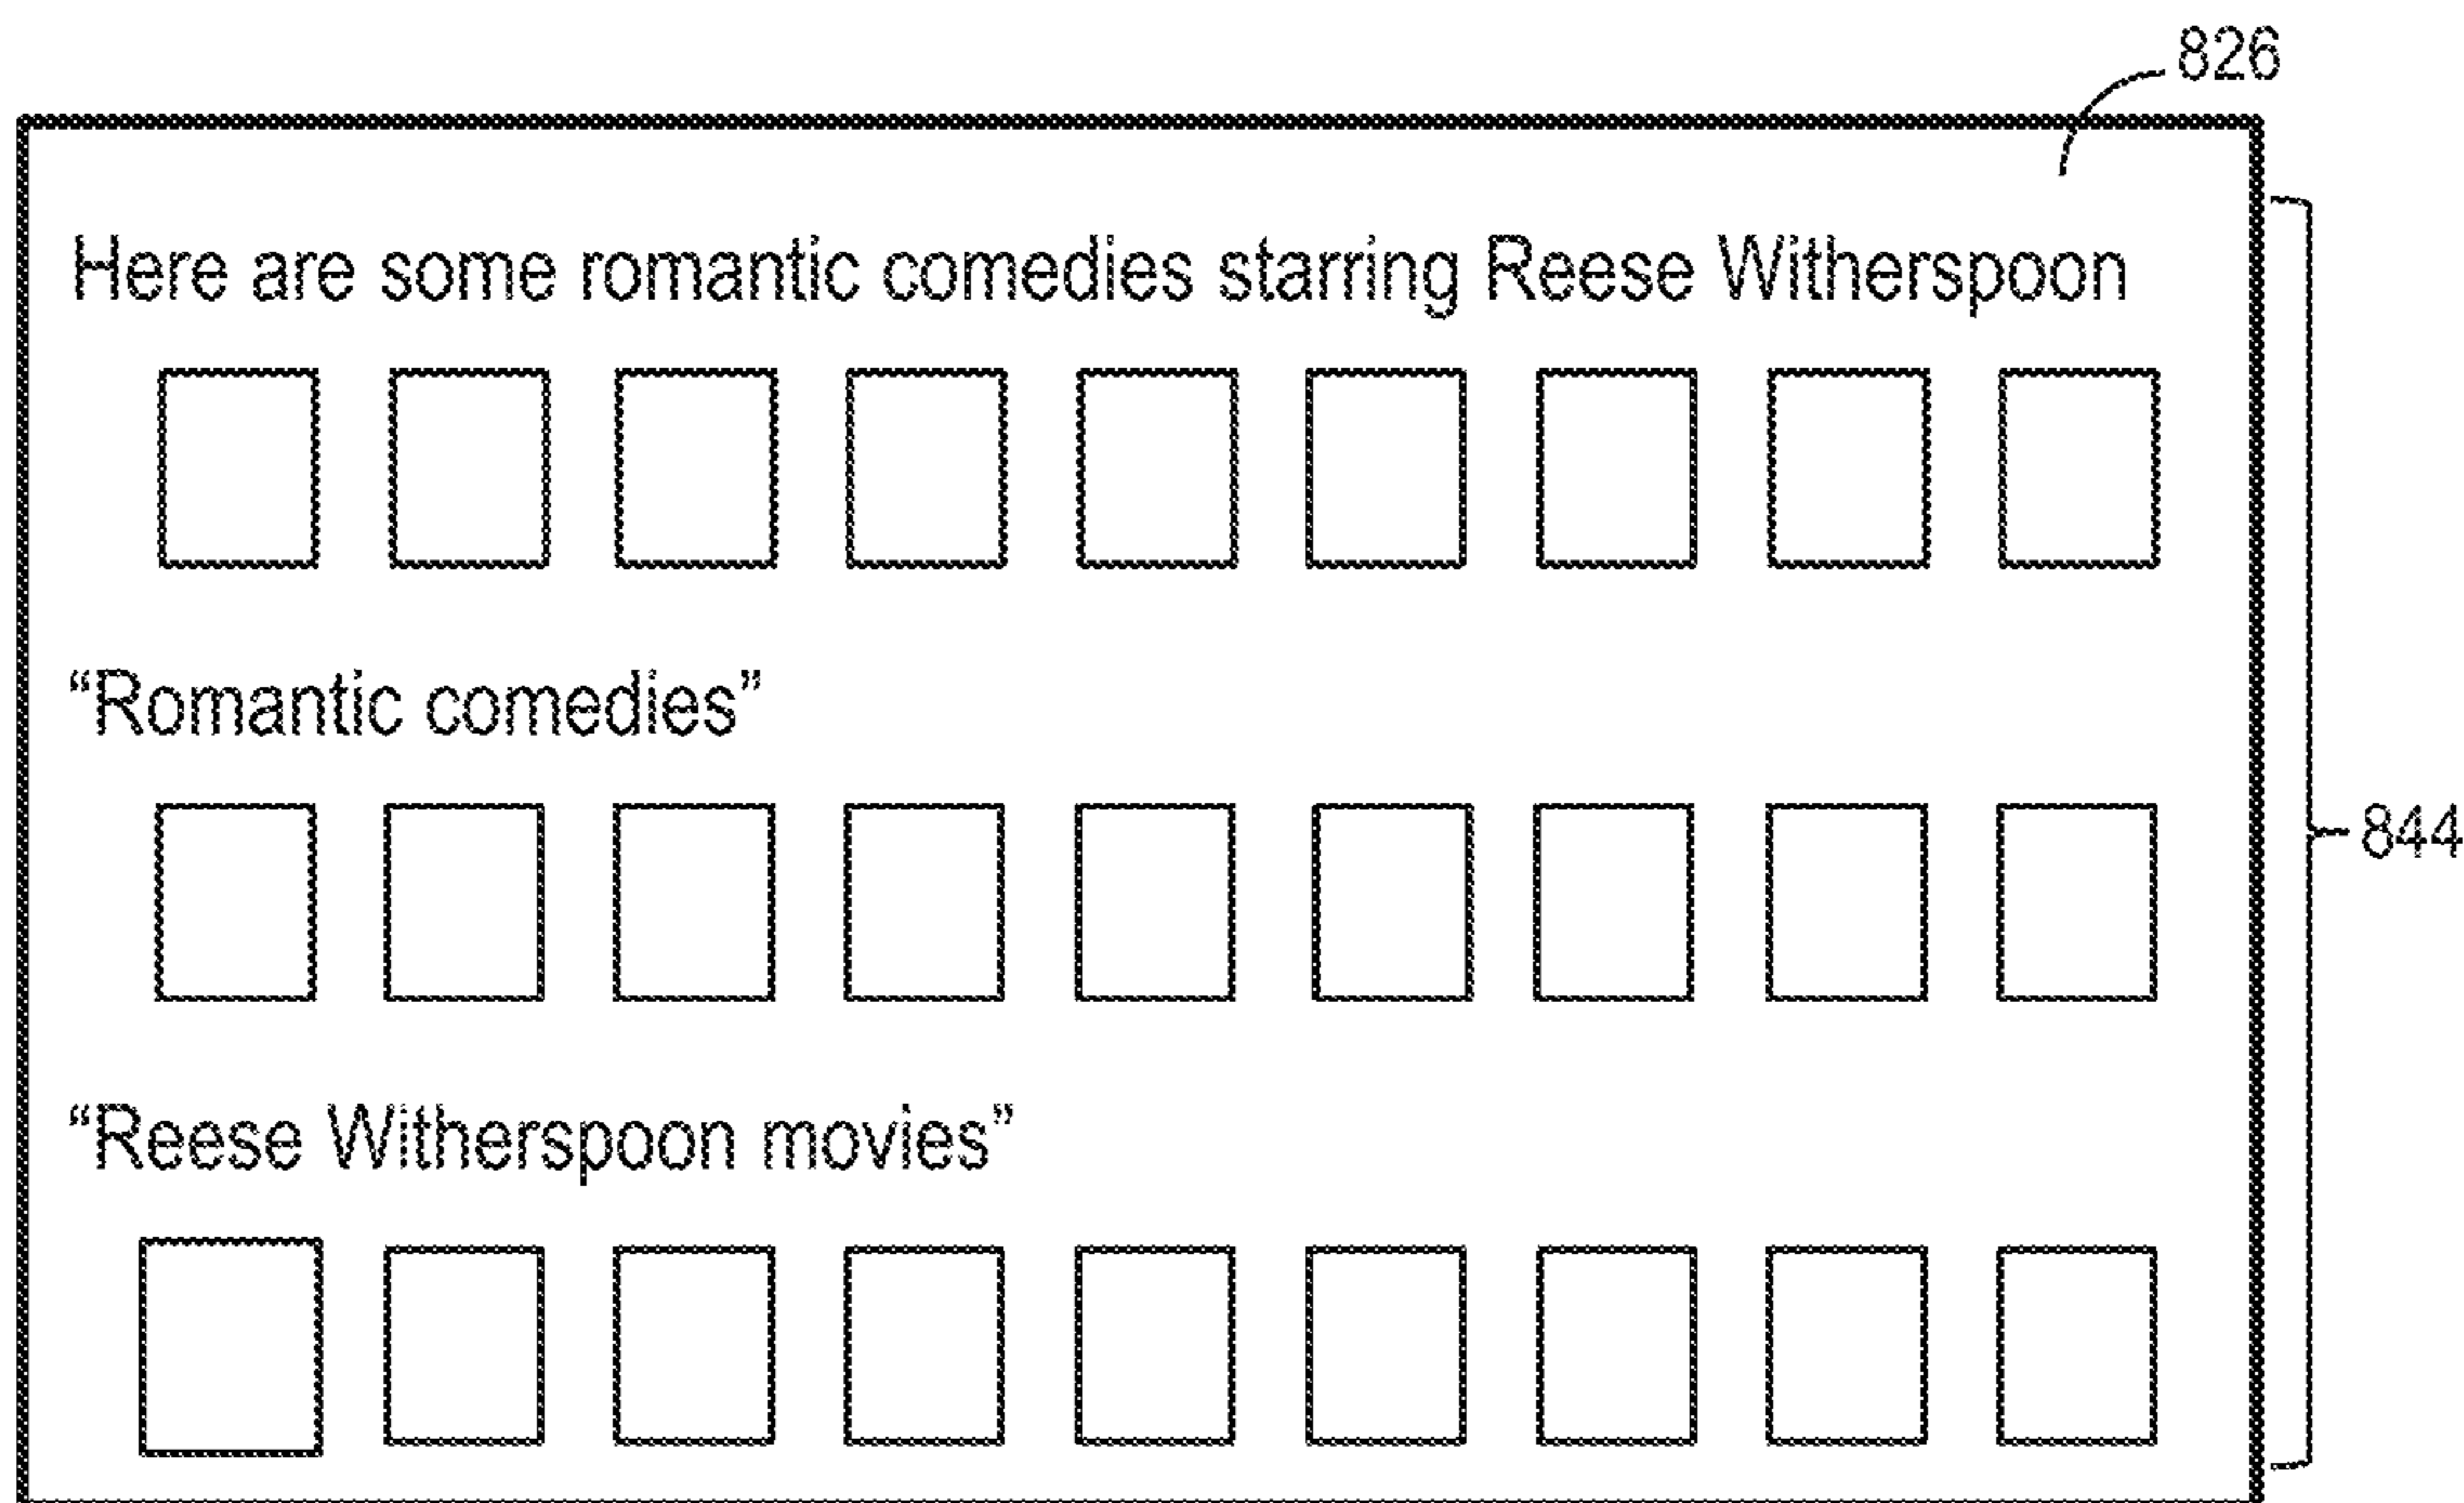 826
Here are some romantic comedies starring Reese Witherspoon
“Romantic comedies”
844
“Reese Witherspoon movies”